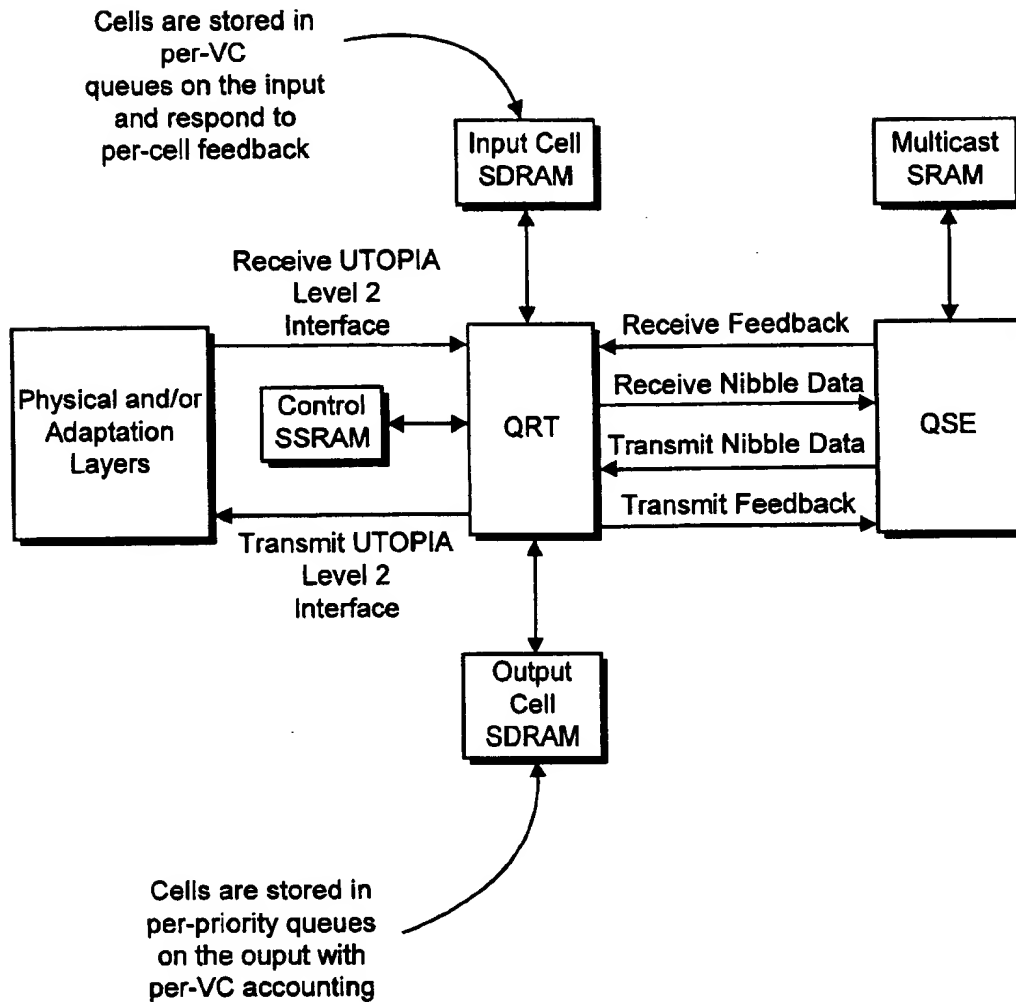 Cells are stored in
per-VC
queues on the input
and respond to
per-cell feedback
Input Cell
SDRAM
Multicast
SRAM
Receive UTOPIA
Level 2
Interface
Receive Feedback
Physical and/or
Adaptation
Layers
Control
SSRAM
QRT
Receive Nibble Data
QSE
Transmit Nibble Data
Transmit Feedback
Transmit UTOPIA
Level 2
Interface
Output
Cell
SDRAM
Cells are stored in
per-priority queues
on the ouput with
per-VC accounting